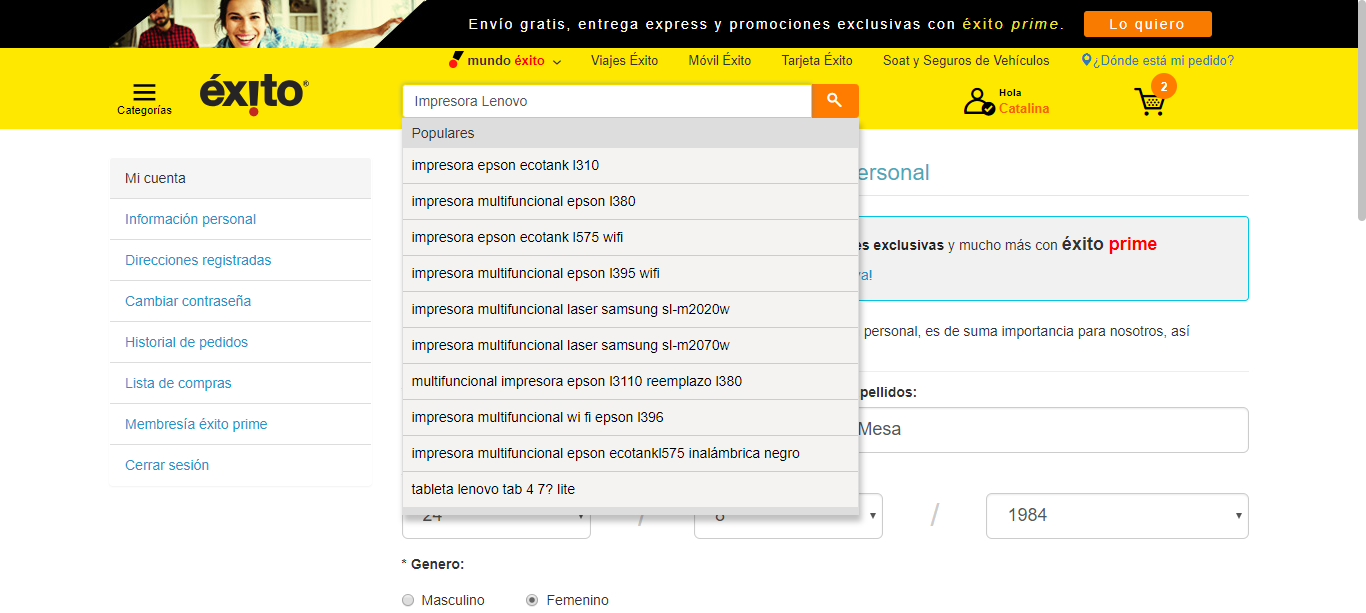 Envío gratis, entrega express y promociones exclusivas con éxito prime. Lo quiero
mundo éxito Viajes Éxito Móvil Éxito Tarjeta Éxito Soat y Seguros de Vehículos ¿Dónde está mi pedido?
Categorías
éxito®
Impresora Lenovo
Hola
Catalina
2
Populares
impresora epson ecotank l310
impresora multifuncional epson l380
impresora epson ecotank l575 wifi
impresora multifuncional epson l395 wifi
impresora multifuncional laser samsung sl-m2020w
impresora multifuncional laser samsung sl-m2070w
multifuncional impresora epson l3110 reemplazo l380
impresora multifuncional wi fi epson l396
impresora multifuncional epson ecotankl575 inalámbrica negro
tableta lenovo tab 4 7? lite
Mi cuenta
Información personal
Direcciones registradas
Cambiar contraseña
Historial de pedidos
Lista de compras
Membresía éxito prime
Cerrar sesión
ersonal
es exclusivas y mucho más con éxito prime
va!
personal, es de suma importancia para nosotros, así
pellidos:
Mesa
24 / / 1984
* Genero:
Masculino Femenino